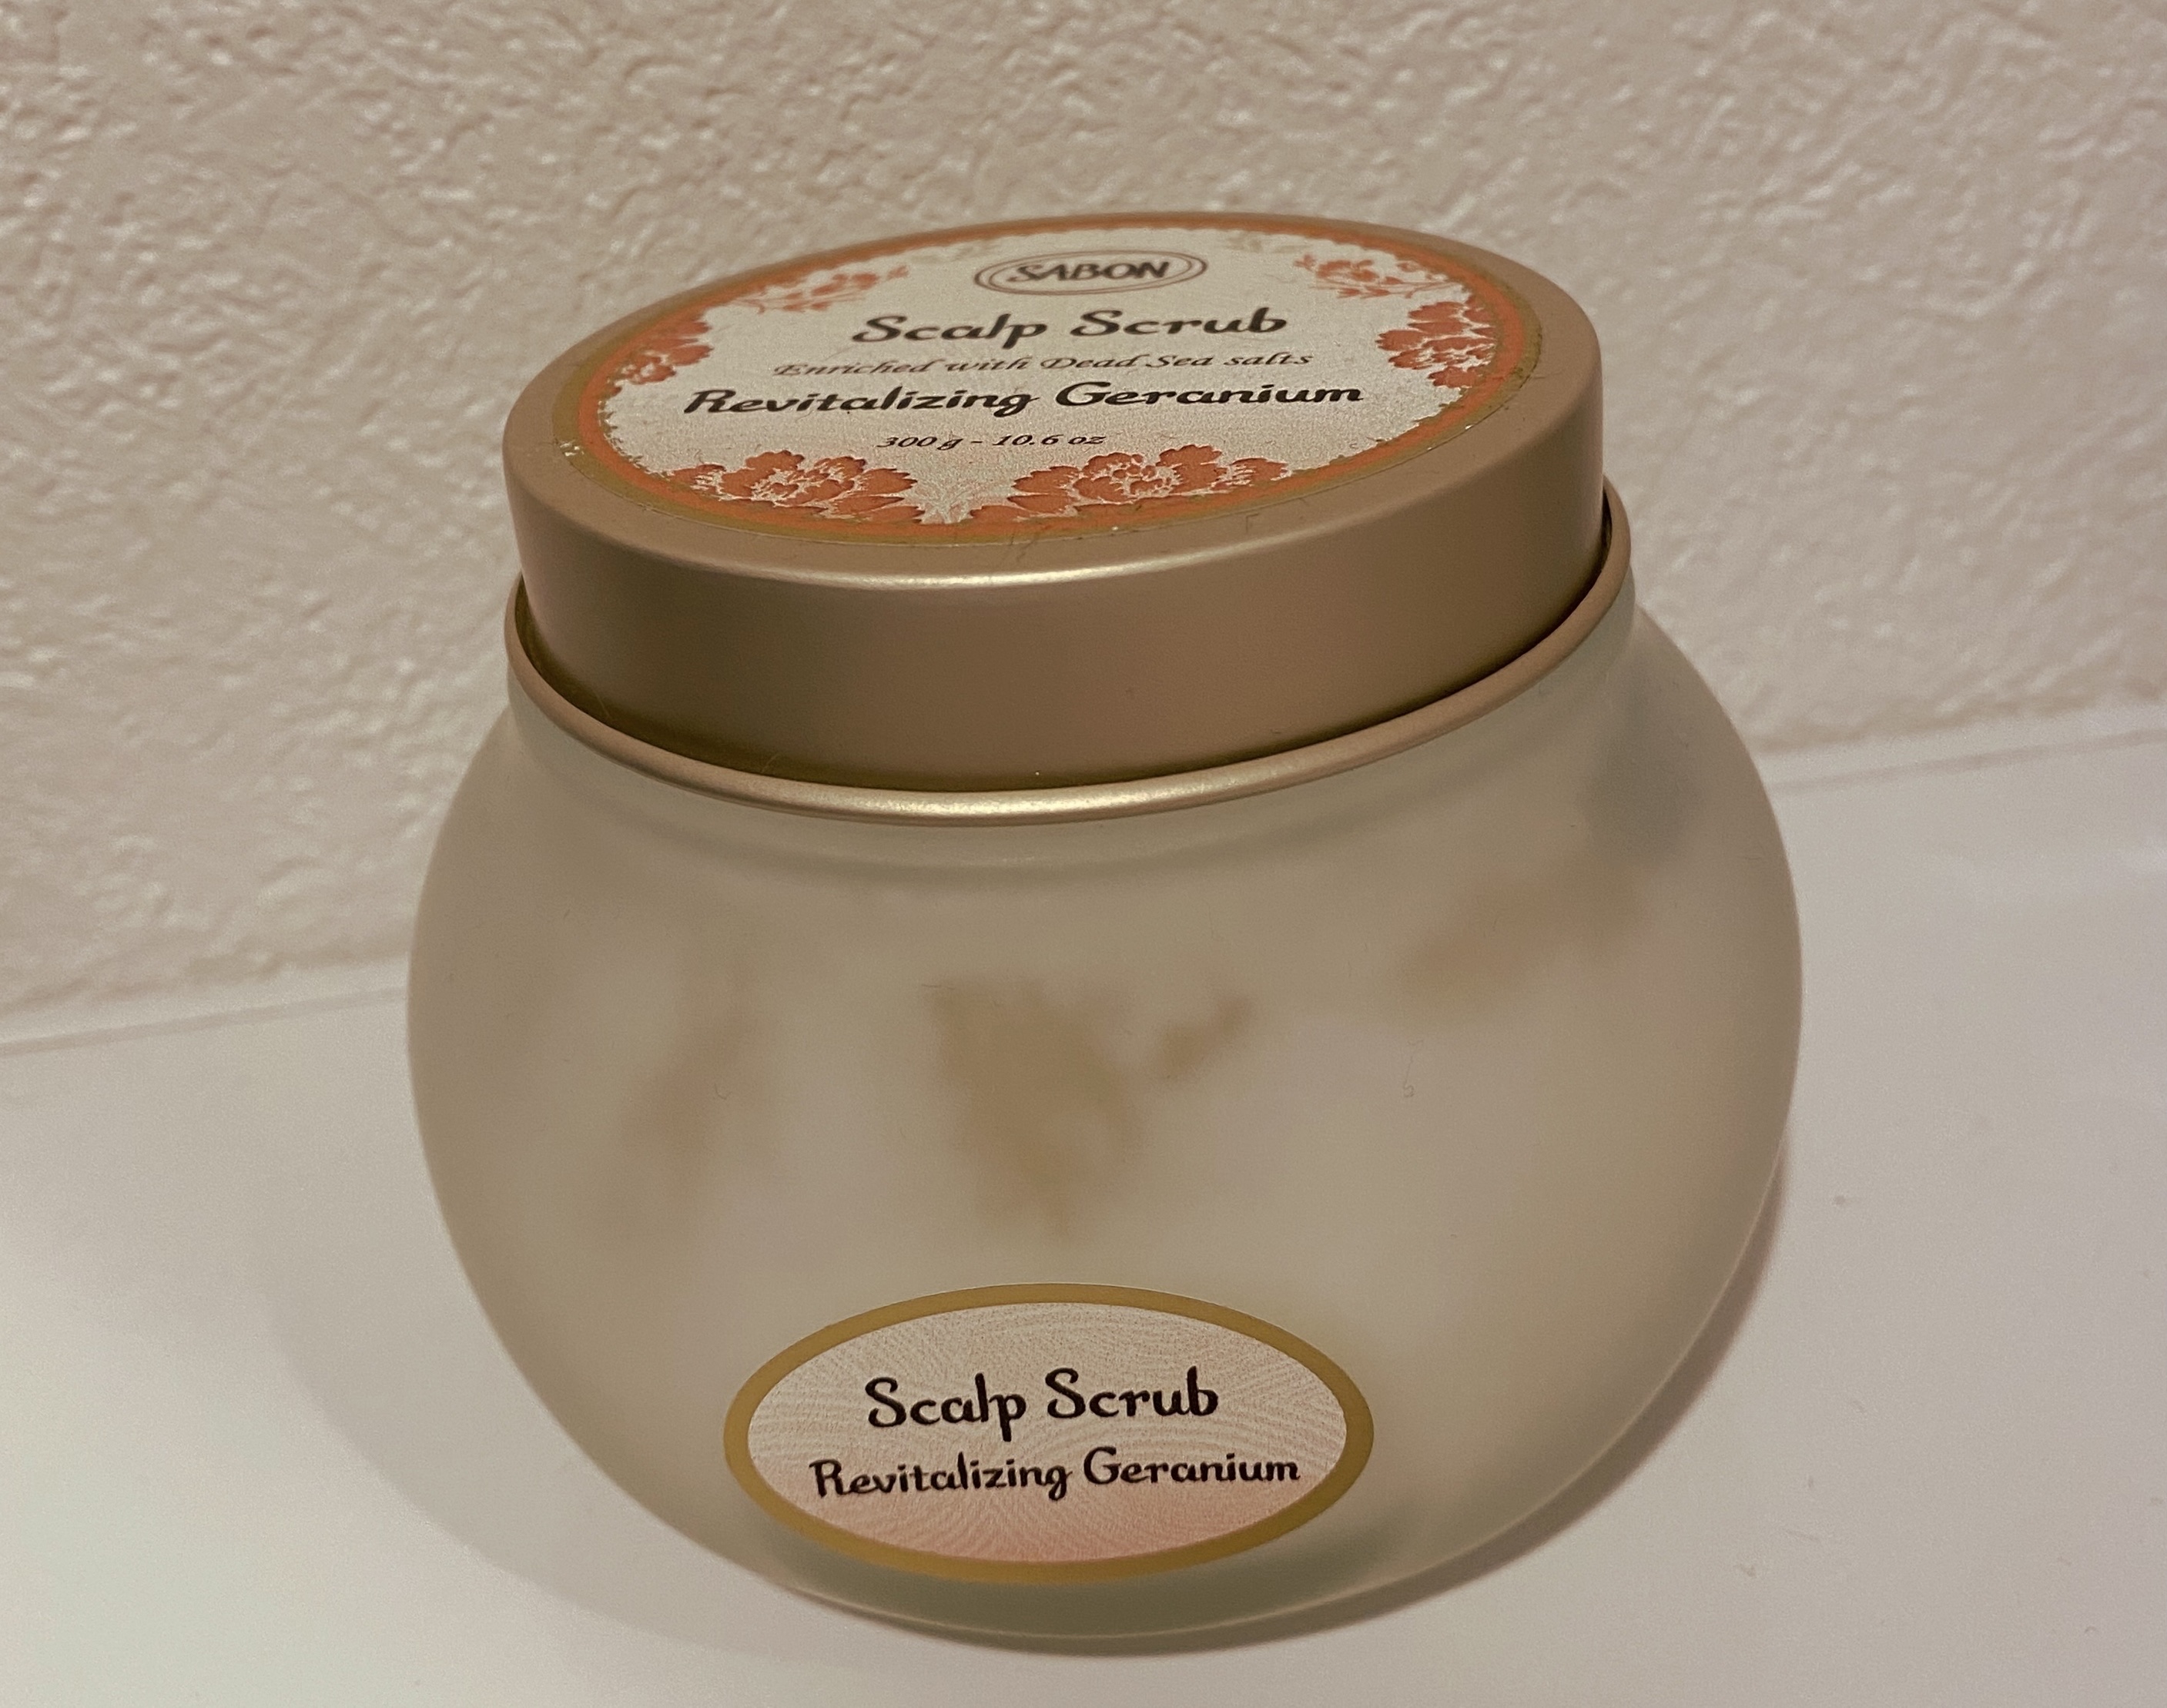 SABON
Scalp Scrub
Enriched with Dead Sea salts
Revitalizing Geranium
300 g - 10.6 oz
Scalp Scrub
Revitalizing Geranium